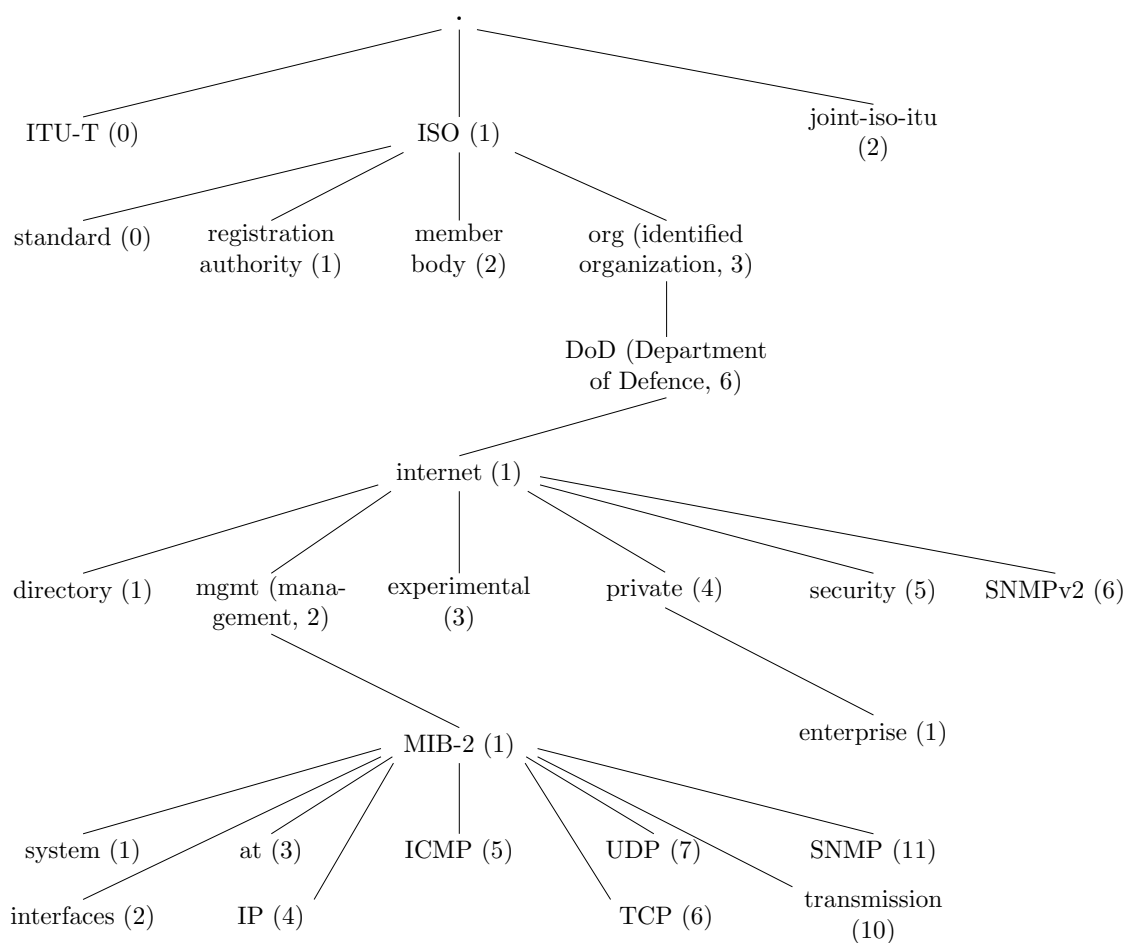 .
ITU-T (0)
ISO (1)
joint-iso-itu
(2)
standard (0)
registration
authority (1)
member
body (2)
org (identified
organization, 3)
DoD (Department
of Defence, 6)
internet (1)
directory (1)
mgmt (mana-
gement, 2)
experimental
(3)
private (4)
security (5)
SNMPv2 (6)
MIB-2 (1)
enterprise (1)
system (1)
at (3)
ICMP (5)
UDP (7)
SNMP (11)
interfaces (2)
IP (4)
TCP (6)
transmission
(10)